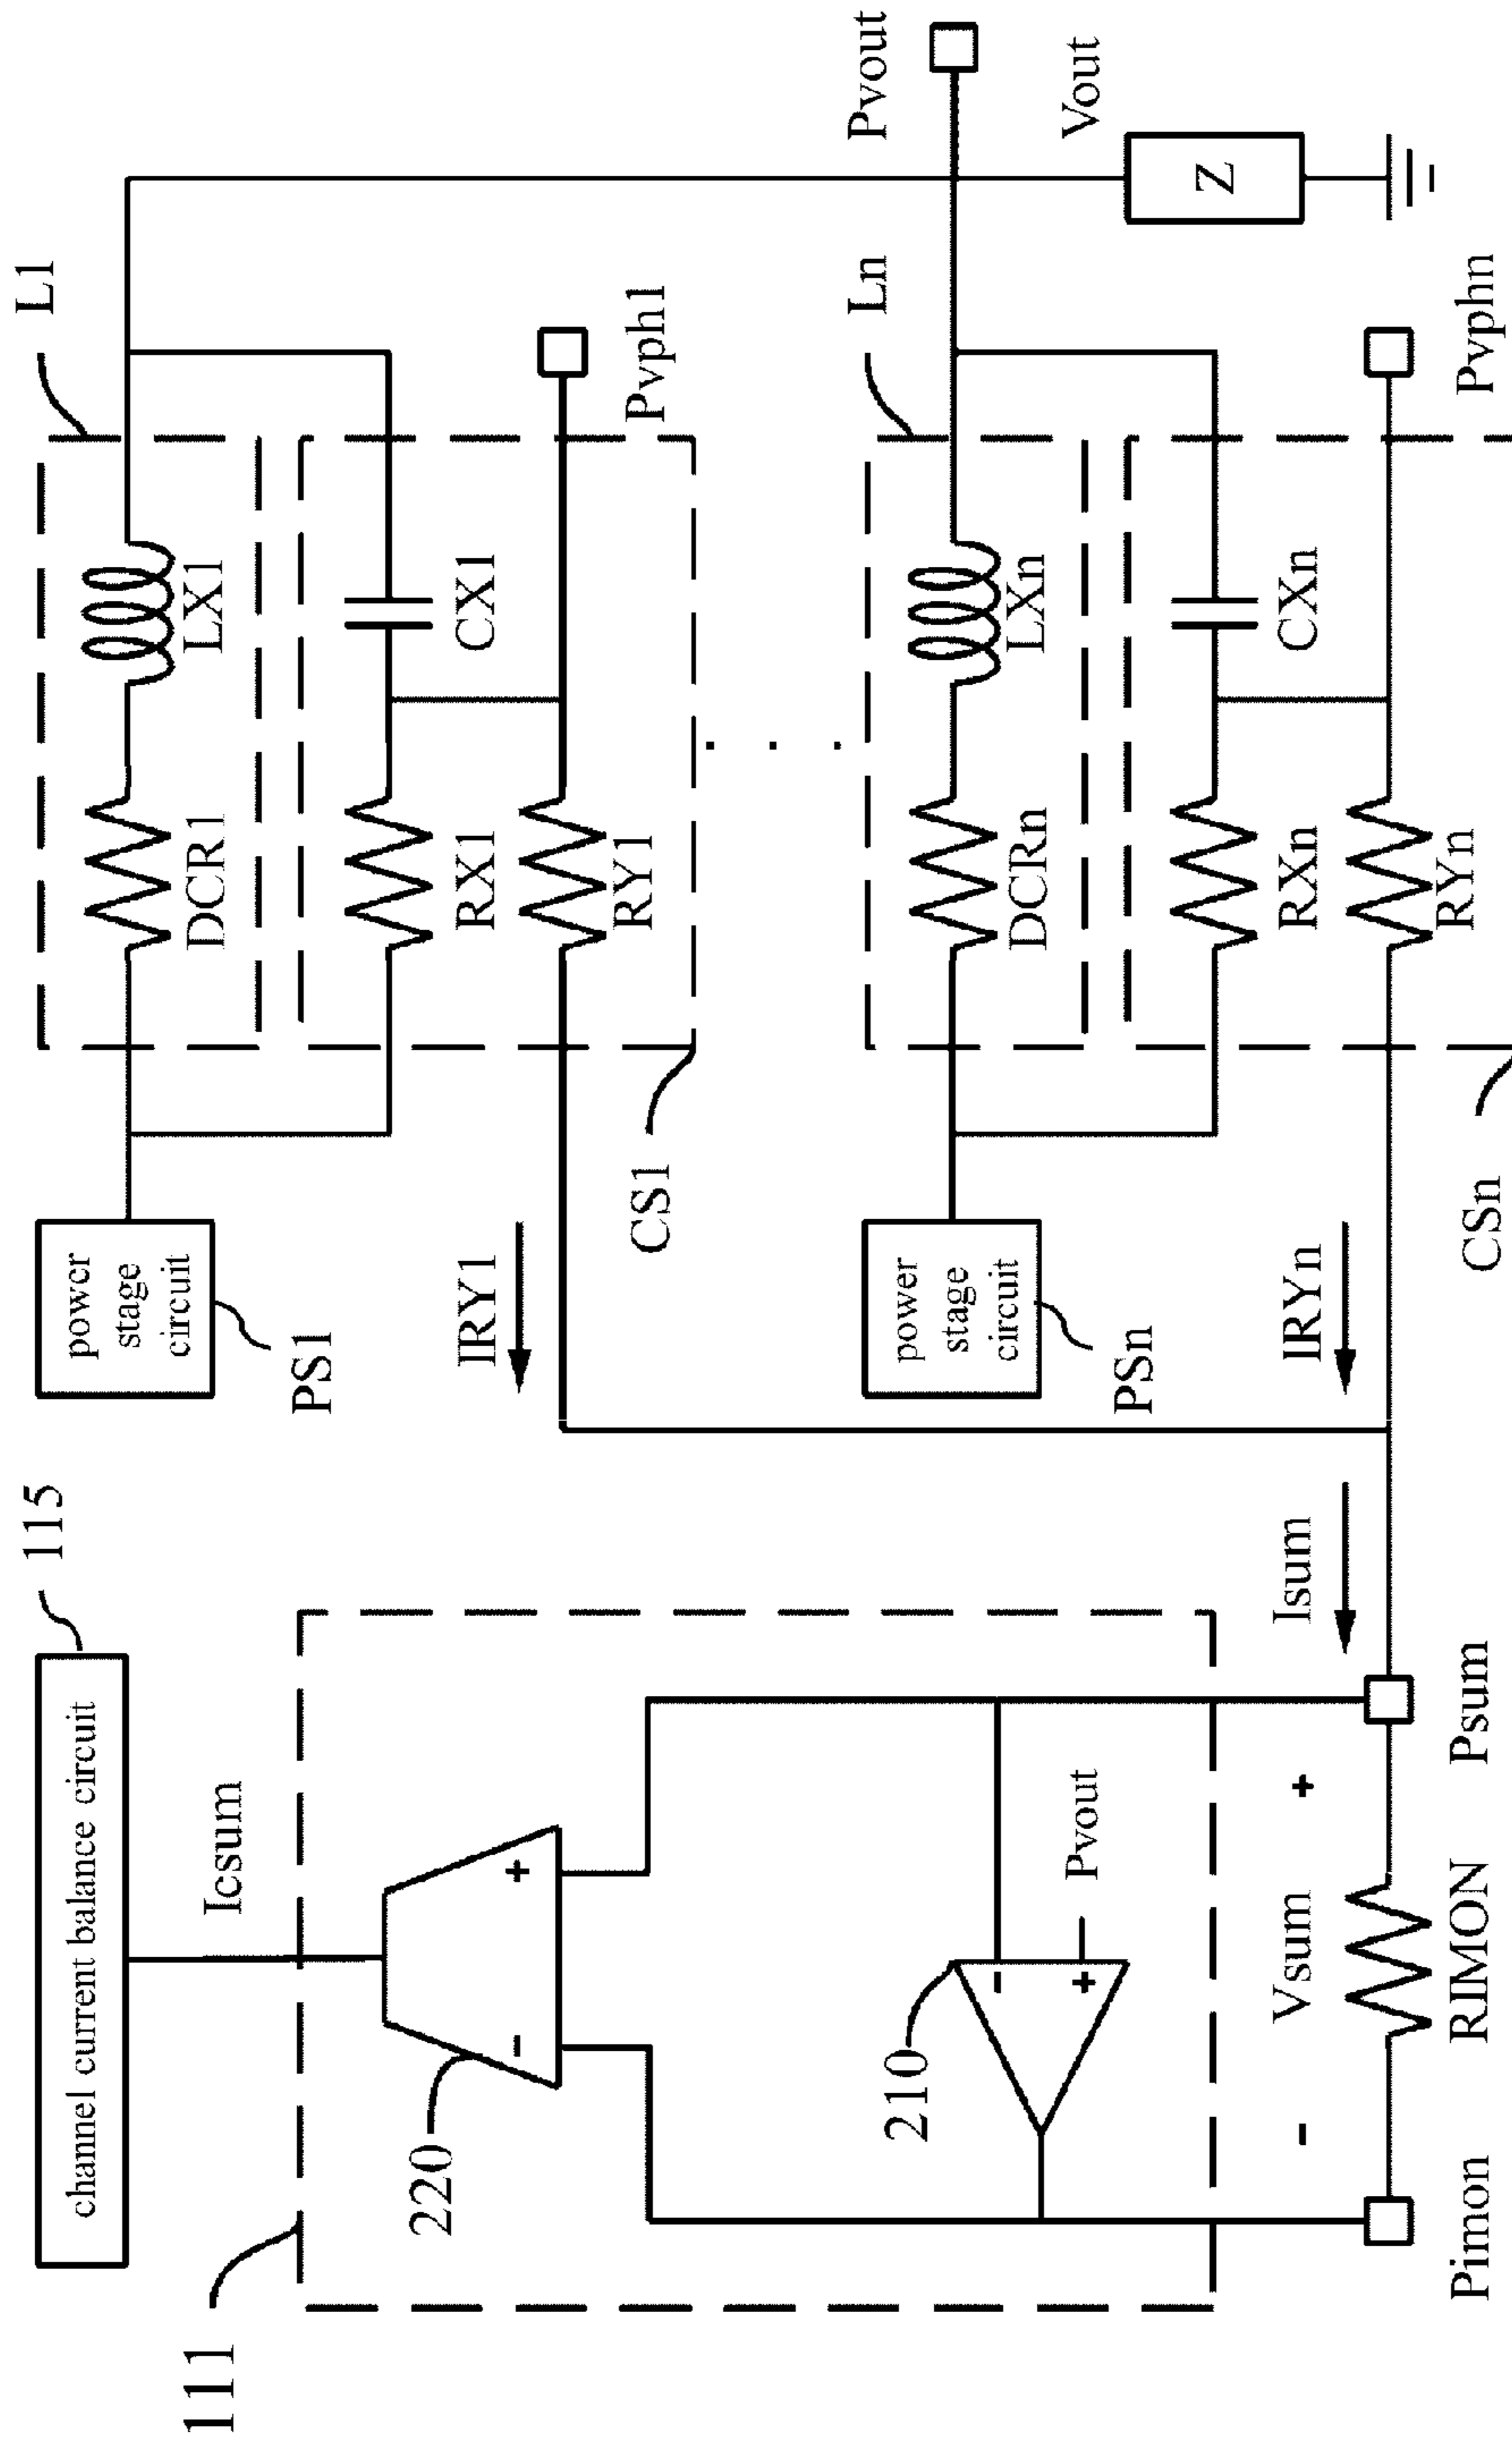 111
115
channel current balance circuit
Icsum
220
-
+
210
-
+
Pvout
-
Vsum
+
Pimon
RIMON
Psum
Isum
power
stage
circuit
PS1
IRY1
CS1
DCR1
LX1
L1
RX1
CX1
RY1
Pvph1
. . .
power
stage
circuit
PSn
IRYn
CSn
DCRn
LXn
Ln
RXn
CXn
RYn
Pvphn
Pvout
Vout
Z